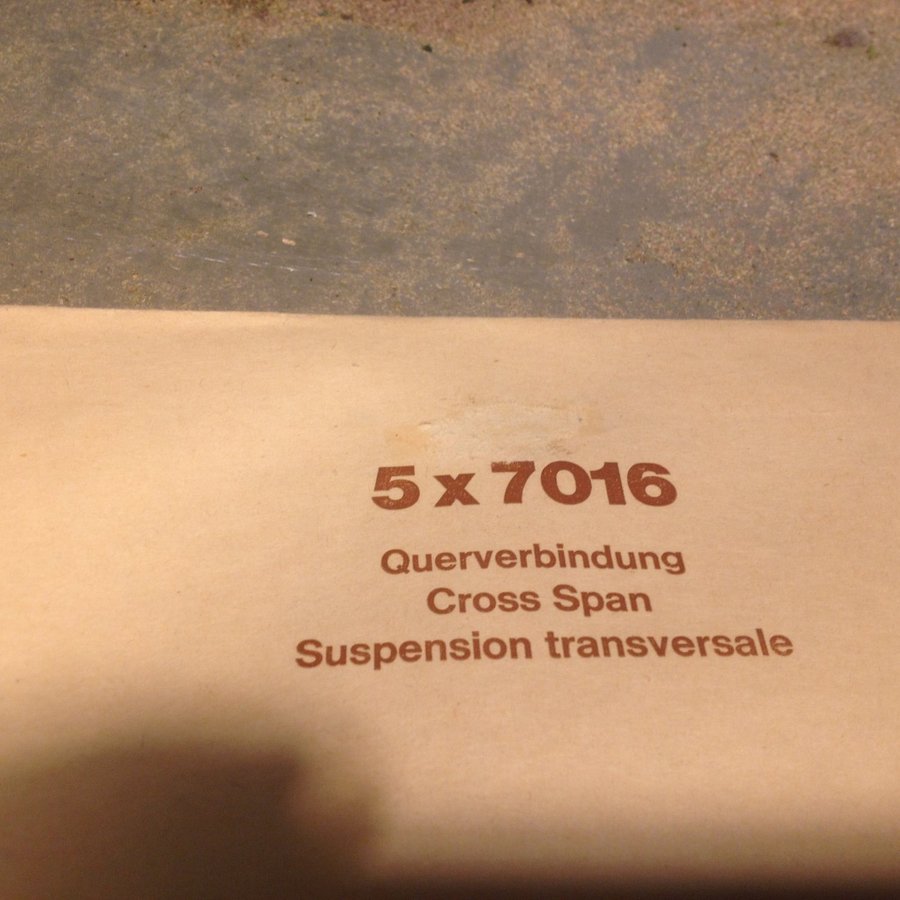 5 x 7016
Querverbindung
Cross Span
Suspension transversale